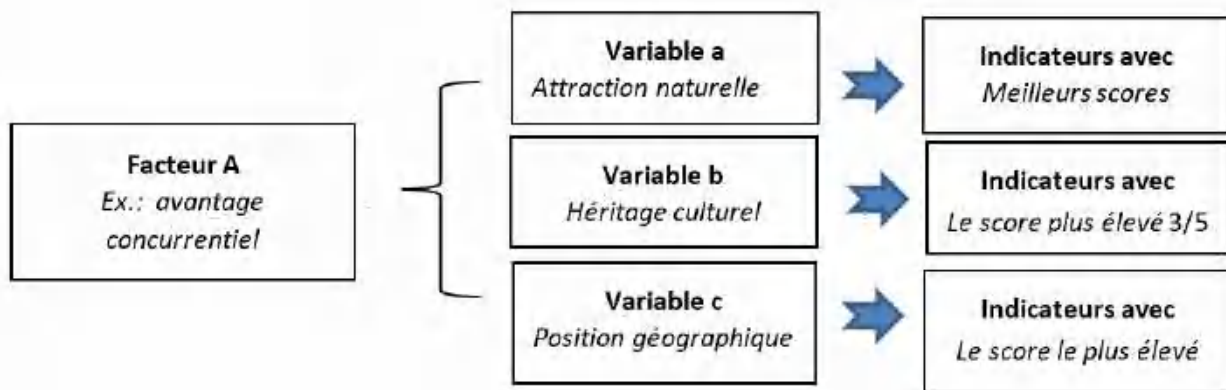 Facteur A
Ex.: avantage
concurrentiel
Variable a
Attraction naturelle
Indicateurs avec
Meilleurs scores
Variable b
Héritage culturel
Indicateurs avec
Le score plus élevé 3/5
Variable c
Position géographique
Indicateurs avec
Le score le plus élevé